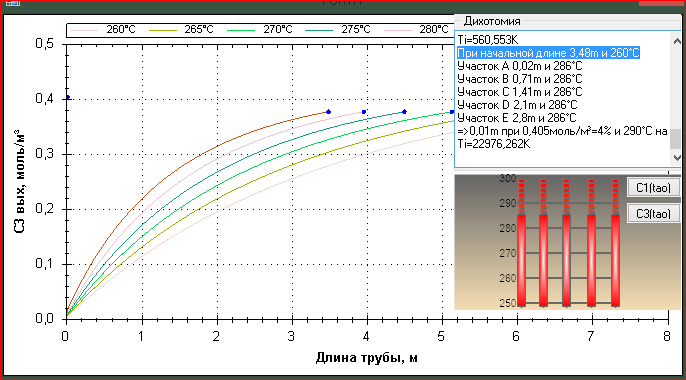 260°C 265°C 270°C 275°C 280°C
0,5
0,4
0,3
0,2
0,1
0,0
C3 вых, моль/м³
0 1 2 3 4 5 6 7 8
Длина трубы, м
Дихотомия
Ti=560,553K
При начальной длине 3,48m и 260°C
Участок A 0,02m и 286°C
Участок B 0,71m и 286°C
Участок C 1,41m и 286°C
Участок D 2,1m и 286°C
Участок E 2,8m и 286°C
=>0,01m при 0,405моль/м³=4% и 290°C на
Ti=22976,262K
300
290
280
270
260
250
C1(tao)
C3(tao)